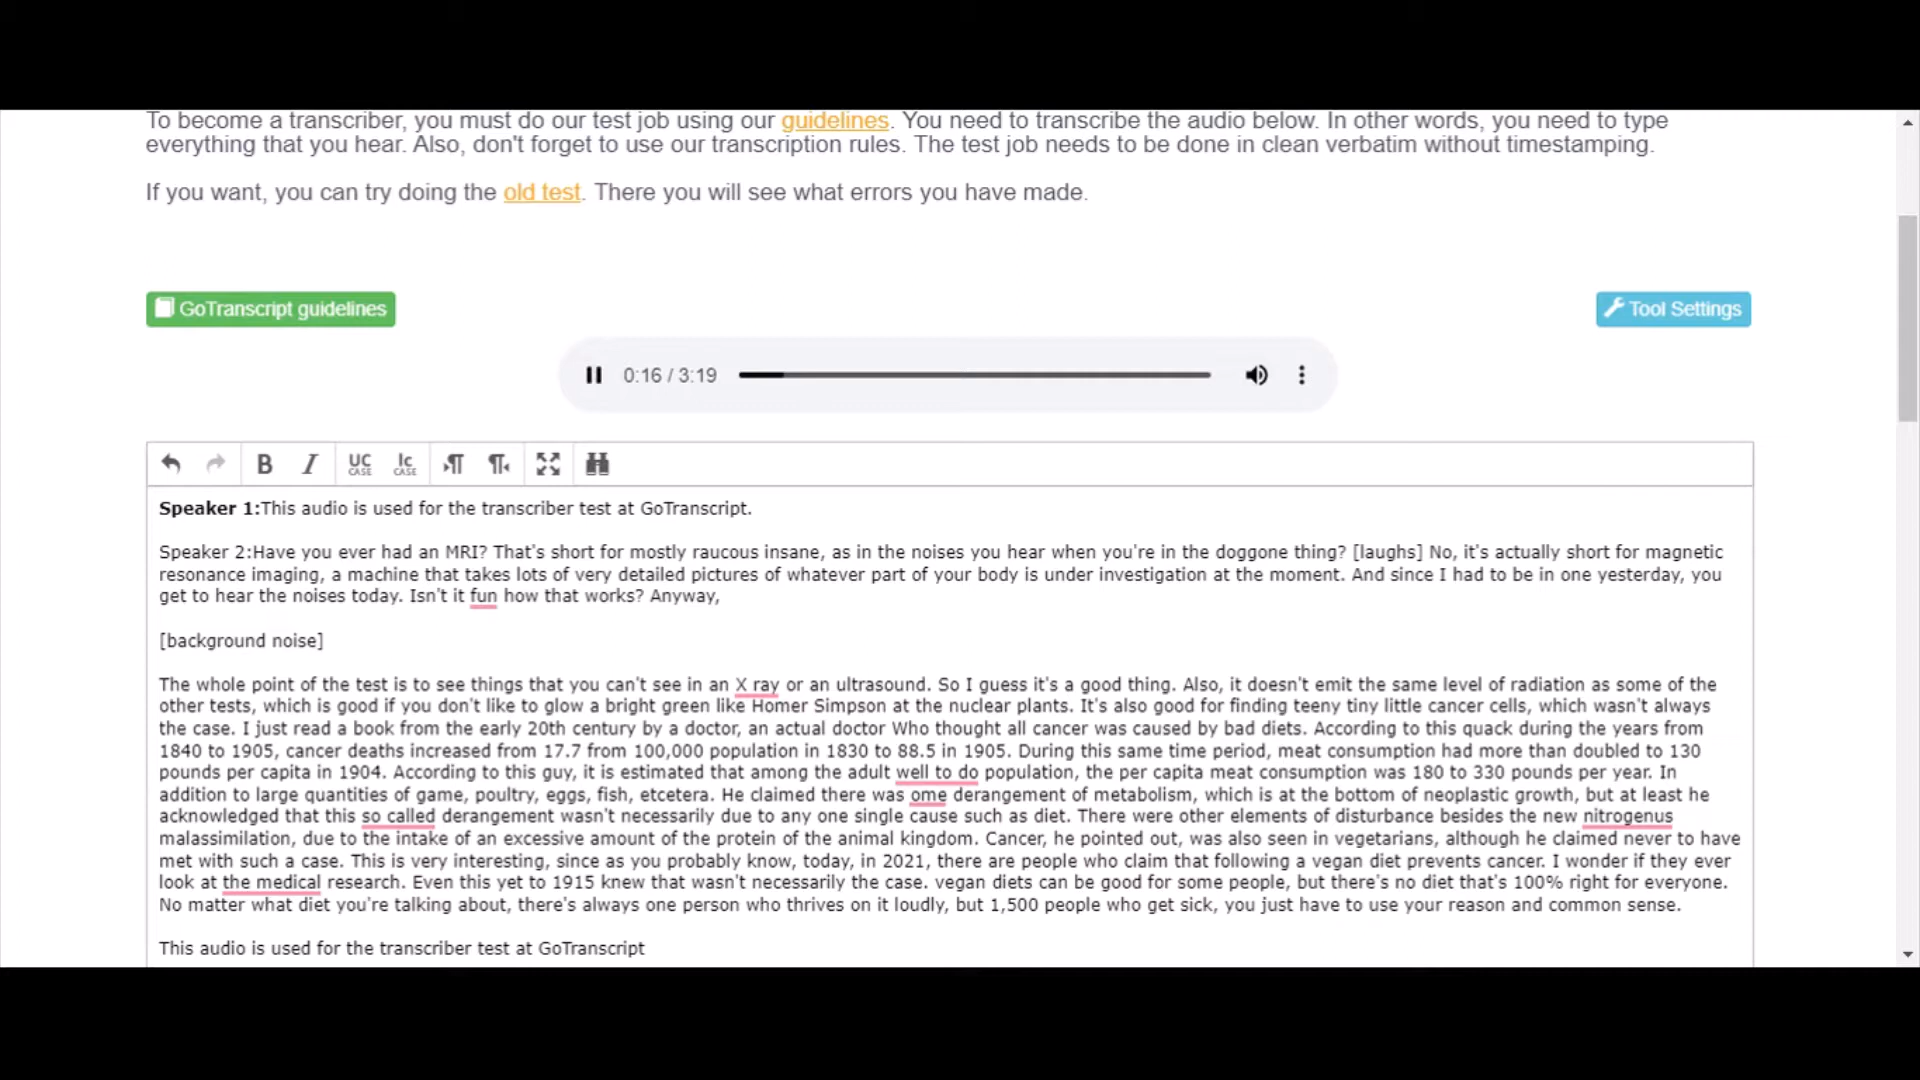 To become a transcriber, you must do our test job using our guidelines. You need to transcribe the audio below. In other words, you need to type
everything that you hear. Also, don't forget to use our transcription rules. The test job needs to be done in clean verbatim without timestamping.
If you want, you can try doing the old test. There you will see what errors you have made.
GoTranscript guidelines
Tool Settings
0:16 / 3:19
B I UC CASE lc CASE
Speaker 1:This audio is used for the transcriber test at GoTranscript.
Speaker 2:Have you ever had an MRI? That's short for mostly raucous insane, as in the noises you hear when you're in the doggone thing? [laughs] No, it's actually short for magnetic
resonance imaging, a machine that takes lots of very detailed pictures of whatever part of your body is under investigation at the moment. And since I had to be in one yesterday, you
get to hear the noises today. Isn't it fun how that works? Anyway,
[background noise]
The whole point of the test is to see things that you can't see in an X ray or an ultrasound. So I guess it's a good thing. Also, it doesn't emit the same level of radiation as some of the
other tests, which is good if you don't like to glow a bright green like Homer Simpson at the nuclear plants. It's also good for finding teeny tiny little cancer cells, which wasn't always
the case. I just read a book from the early 20th century by a doctor, an actual doctor Who thought all cancer was caused by bad diets. According to this quack during the years from
1840 to 1905, cancer deaths increased from 17.7 from 100,000 population in 1830 to 88.5 in 1905. During this same time period, meat consumption had more than doubled to 130
pounds per capita in 1904. According to this guy, it is estimated that among the adult well to do population, the per capita meat consumption was 180 to 330 pounds per year. In
addition to large quantities of game, poultry, eggs, fish, etcetera. He claimed there was ome derangement of metabolism, which is at the bottom of neoplastic growth, but at least he
acknowledged that this so called derangement wasn't necessarily due to any one single cause such as diet. There were other elements of disturbance besides the new nitrogenus
malassimilation, due to the intake of an excessive amount of the protein of the animal kingdom. Cancer, he pointed out, was also seen in vegetarians, although he claimed never to have
met with such a case. This is very interesting, since as you probably know, today, in 2021, there are people who claim that following a vegan diet prevents cancer. I wonder if they ever
look at the medical research. Even this yet to 1915 knew that wasn't necessarily the case. vegan diets can be good for some people, but there's no diet that's 100% right for everyone.
No matter what diet you're talking about, there's always one person who thrives on it loudly, but 1,500 people who get sick, you just have to use your reason and common sense.
This audio is used for the transcriber test at GoTranscript